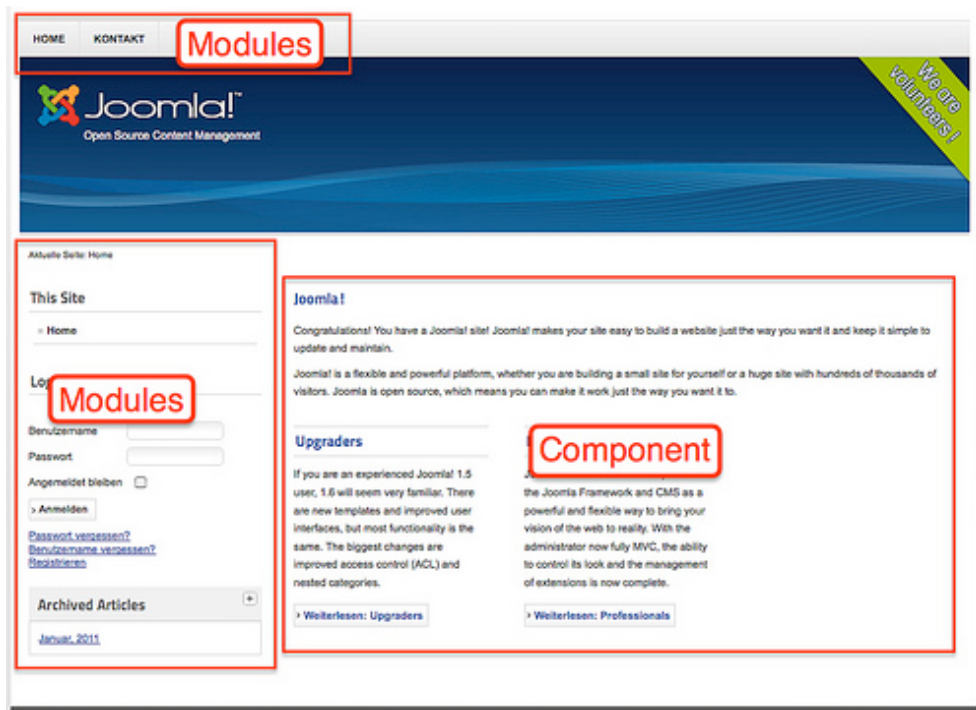 HOME KONTAKT
Modules
Joomla!™
Open Source Content Management
We are
volunteers!
Aktuelle Seite: Home
This Site
Home
Modules
Benutzername
Passwort
Angemeldet bleiben
› Anmelden
Passwort vergessen?
Benutzername vergessen?
Registrieren
Archived Articles
Januar, 2011
Joomla!
Congratulations! You have a Joomla! site! Joomla! makes your site easy to build a website just the way you want it and keep it simple to
update and maintain.
Joomla! is a flexible and powerful platform, whether you are building a small site for yourself or a huge site with hundreds of thousands of
visitors. Joomla is open source, which means you can make it work just the way you want it to.
Upgraders
If you are an experienced Joomla! 1.5
user, 1.6 will seem very familiar. There
are new templates and improved user
interfaces, but most functionality is the
same. The biggest changes are
improved access control (ACL) and
nested categories.
› Weiterlesen: Upgraders
Component
the Joomla Framework and CMS as a
powerful and flexible way to bring your
vision of the web to reality. With the
administrator now fully MVC, the ability
to control its look and the management
of extensions is now complete.
› Weiterlesen: Professionals